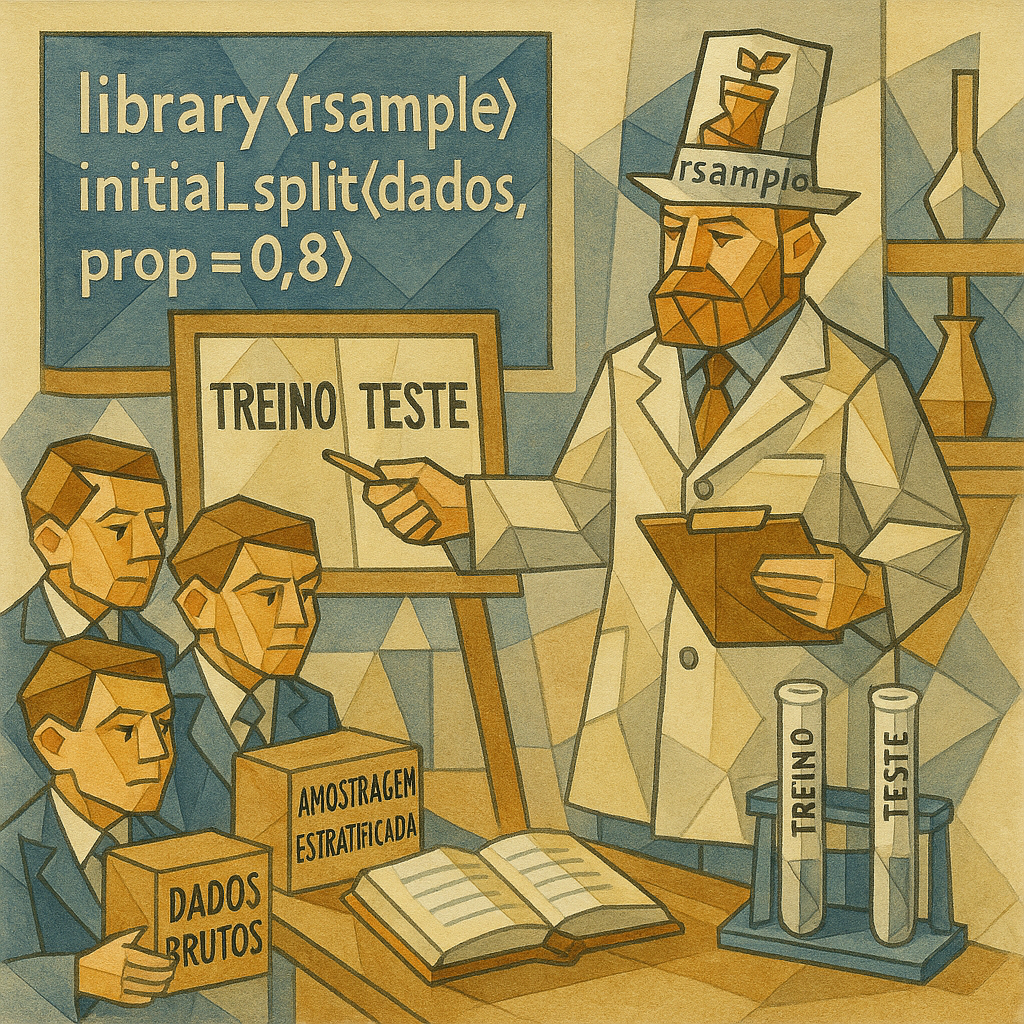 library⟨rsample⟩
initial_split⟨dados,
prop = 0,8⟩
rsamplo
TREINO TESTE
AMOSTRAGEM
ESTRATIFICADA
DADOS
BRUTOS
TREINO
TESTE